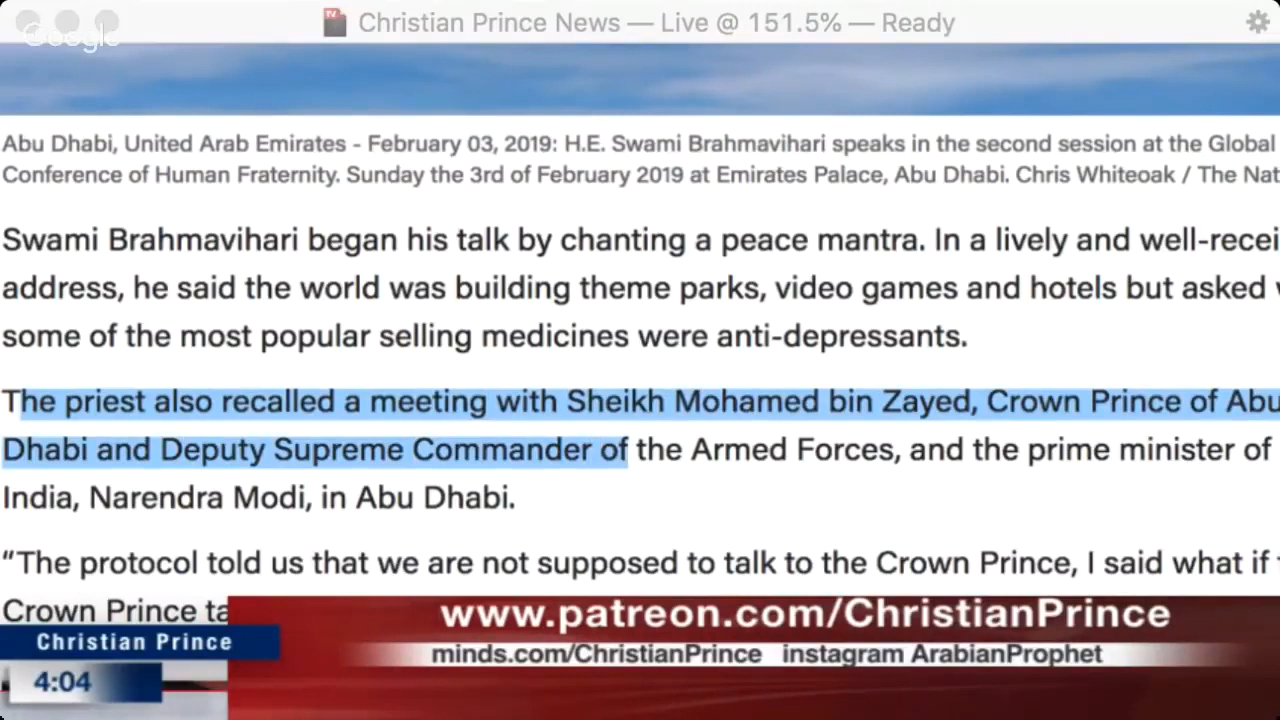 Christian Prince News — Live @ 151.5% — Ready
Google
Abu Dhabi, United Arab Emirates - February 03, 2019: H.E. Swami Brahmavihari speaks in the second session at the Global
Conference of Human Fraternity. Sunday the 3rd of February 2019 at Emirates Palace, Abu Dhabi. Chris Whiteoak / The Nat
Swami Brahmavihari began his talk by chanting a peace mantra. In a lively and well-recei
address, he said the world was building theme parks, video games and hotels but asked
some of the most popular selling medicines were anti-depressants.
The priest also recalled a meeting with Sheikh Mohamed bin Zayed, Crown Prince of Abu
Dhabi and Deputy Supreme Commander of the Armed Forces, and the prime minister of
India, Narendra Modi, in Abu Dhabi.
“The protocol told us that we are not supposed to talk to the Crown Prince, I said what if
Crown Prince ta
www.patreon.com/ChristianPrince
Christian Prince
minds.com/ChristianPrince instagram ArabianProphet
4:04